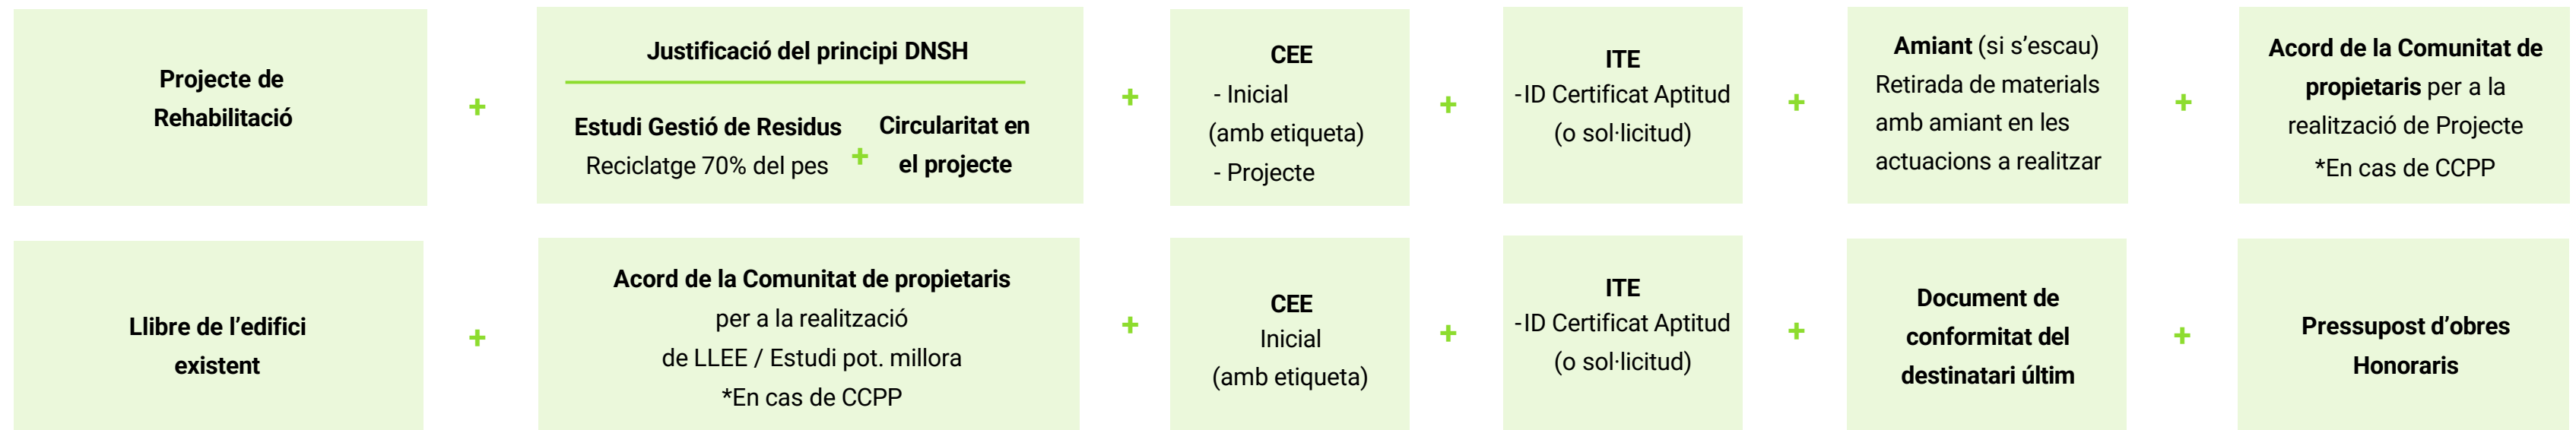 Projecte de
Rehabilitació
+
Justificació del principi DNSH
Estudi Gestió de Residus
Reciclatge 70% del pes
+
Circularitat en
el projecte
+
CEE
- Inicial
(amb etiqueta)
- Projecte
+
ITE
-ID Certificat Aptitud
(o sol·licitud)
+
Amiant (si s’escau)
Retirada de materials
amb amiant en les
actuacions a realitzar
+
Acord de la Comunitat de
propietaris per a la
realització de Projecte
*En cas de CCPP
Llibre de l’edifici
existent
+
Acord de la Comunitat de propietaris
per a la realització
de LLEE / Estudi pot. millora
*En cas de CCPP
+
CEE
Inicial
(amb etiqueta)
+
ITE
-ID Certificat Aptitud
(o sol·licitud)
+
Document de
conformitat del
destinatari últim
+
Pressupost d’obres
Honoraris